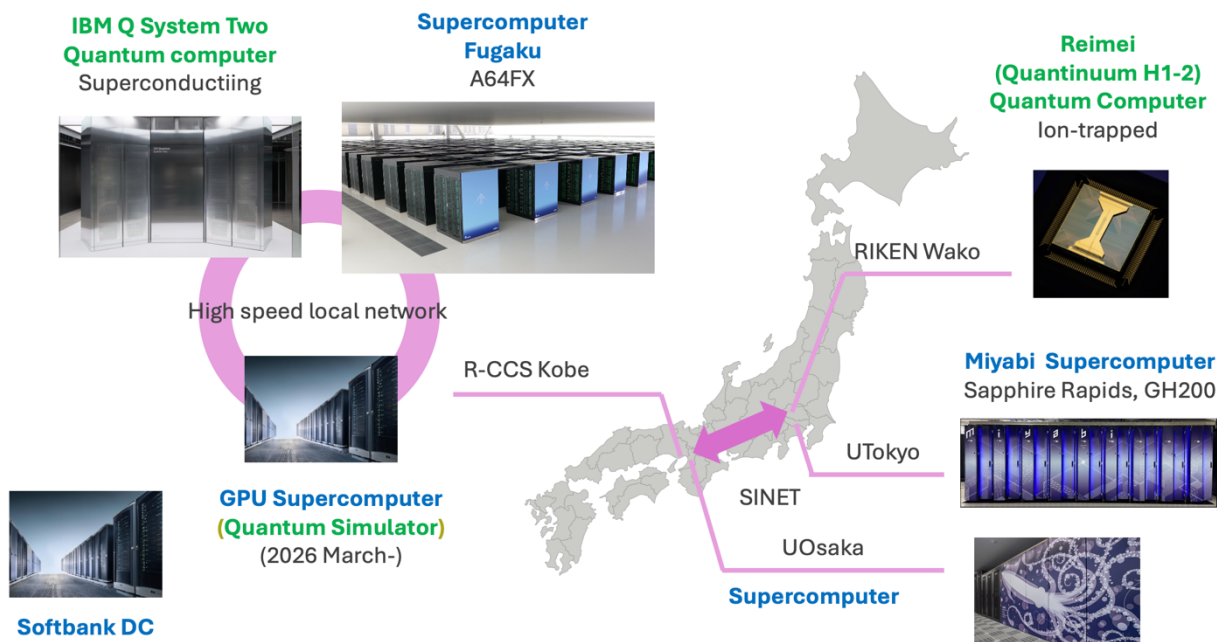 IBM Q System Two
Quantum computer
Superconductiing
Supercomputer
Fugaku
A64FX
Reimei
(Quantinuum H1-2)
Quantum Computer
Ion-trapped
High speed local network
RIKEN Wako
R-CCS Kobe
Miyabi Supercomputer
Sapphire Rapids, GH200
Miyabi
UTokyo
SINET
GPU Supercomputer
(Quantum Simulator)
(2026 March-)
UOsaka
Supercomputer
Softbank DC